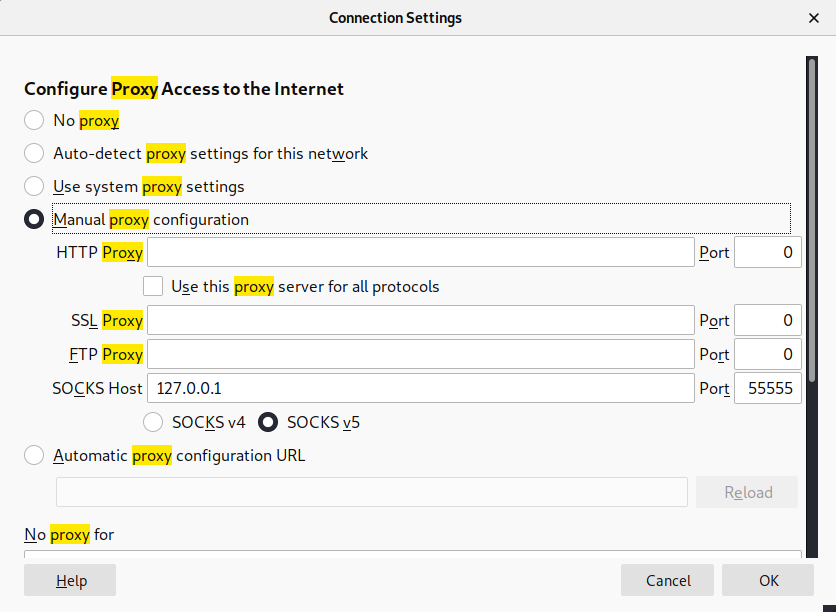 Connection Settings
Configure Proxy Access to the Internet
No proxy
Auto-detect proxy settings for this network
Use system proxy settings
Manual proxy configuration
HTTP Proxy Port 0
Use this proxy server for all protocols
SSL Proxy Port 0
FTP Proxy Port 0
SOCKS Host 127.0.0.1 Port 55555
SOCKS v4 SOCKS v5
Automatic proxy configuration URL
Reload
No proxy for
Help Cancel OK